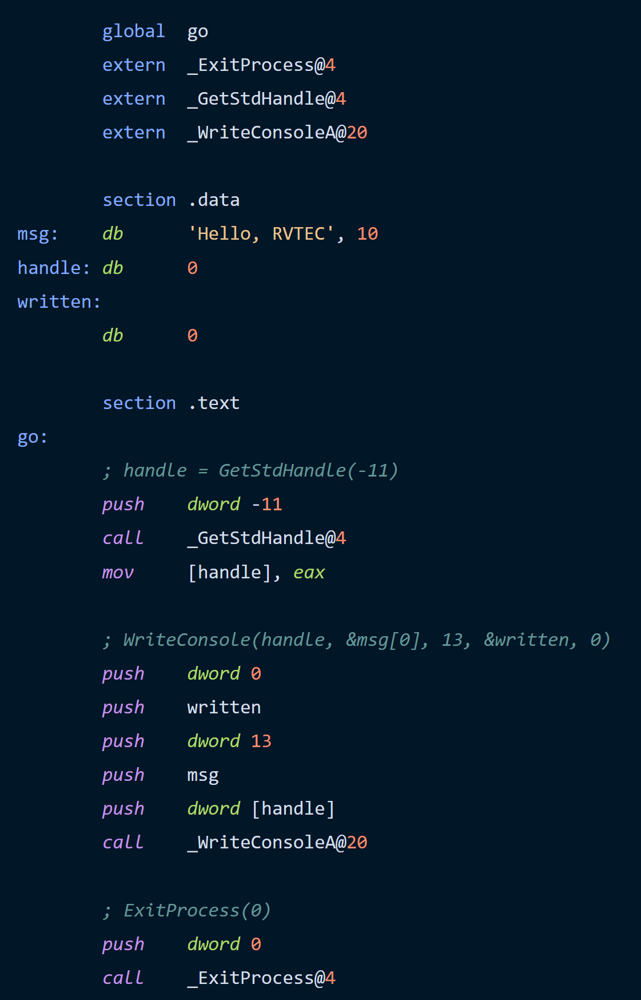 global  go
extern  _ExitProcess@4
extern  _GetStdHandle@4
extern  _WriteConsoleA@20
section .data
msg:    db      'Hello, RVTEC', 10
handle: db      0
written:
db      0
section .text
go:
; handle = GetStdHandle(-11)
push    dword -11
call    _GetStdHandle@4
mov     [handle], eax
; WriteConsole(handle, &msg[0], 13, &written, 0)
push    dword 0
push    written
push    dword 13
push    msg
push    dword [handle]
call    _WriteConsoleA@20
; ExitProcess(0)
push    dword 0
call    _ExitProcess@4